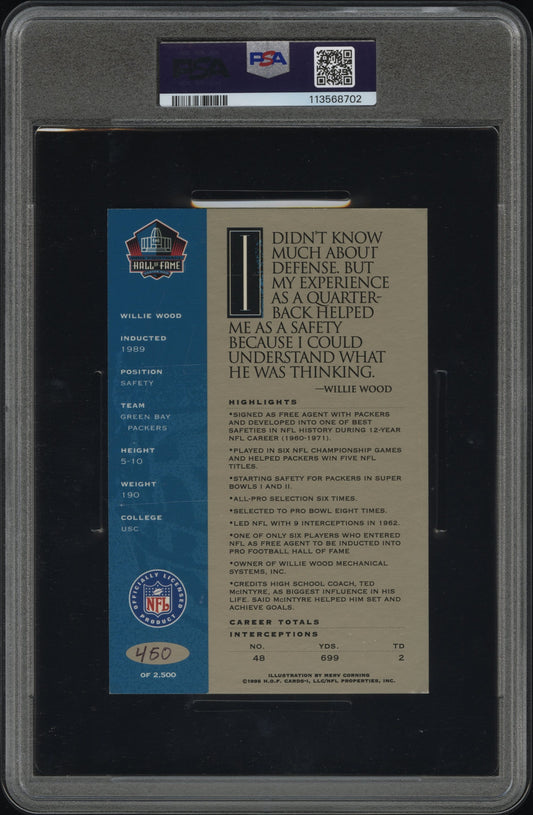 PSA
113568702
HALL OF FAME
WILLIE WOOD
INDUCTED
1989
POSITION
SAFETY
TEAM
GREEN BAY
PACKERS
HEIGHT
5-10
WEIGHT
190
COLLEGE
USC
OFFICIALLY LICENSED
NFL
PRODUCT
450
OF 2,500
I DIDN'T KNOW
MUCH ABOUT
DEFENSE. BUT
MY EXPERIENCE
AS A QUARTER-
BACK HELPED
ME AS A SAFETY
BECAUSE I COULD
UNDERSTAND WHAT
HE WAS THINKING.
—WILLIE WOOD
HIGHLIGHTS
•SIGNED AS FREE AGENT WITH PACKERS
AND DEVELOPED INTO ONE OF BEST
SAFETIES IN NFL HISTORY DURING 12-YEAR
NFL CAREER (1960-1971).
•PLAYED IN SIX NFL CHAMPIONSHIP GAMES
AND HELPED PACKERS WIN FIVE NFL
TITLES.
•STARTING SAFETY FOR PACKERS IN SUPER
BOWLS I AND II.
•ALL-PRO SELECTION SIX TIMES.
•SELECTED TO PRO BOWL EIGHT TIMES.
•LED NFL WITH 9 INTERCEPTIONS IN 1962.
•ONE OF ONLY SIX PLAYERS WHO ENTERED
NFL AS FREE AGENT TO BE INDUCTED INTO
PRO FOOTBALL HALL OF FAME
•OWNER OF WILLIE WOOD MECHANICAL
SYSTEMS, INC.
•CREDITS HIGH SCHOOL COACH, TED
McINTYRE, AS BIGGEST INFLUENCE IN HIS
LIFE. SAID McINTYRE HELPED HIM SET AND
ACHIEVE GOALS.
CAREER TOTALS
INTERCEPTIONS
NO. YDS. TD
48 699 2
ILLUSTRATION BY MERV CORNING
©1996 H.O.F. CARDS-I, LLC/NFL PROPERTIES, INC.